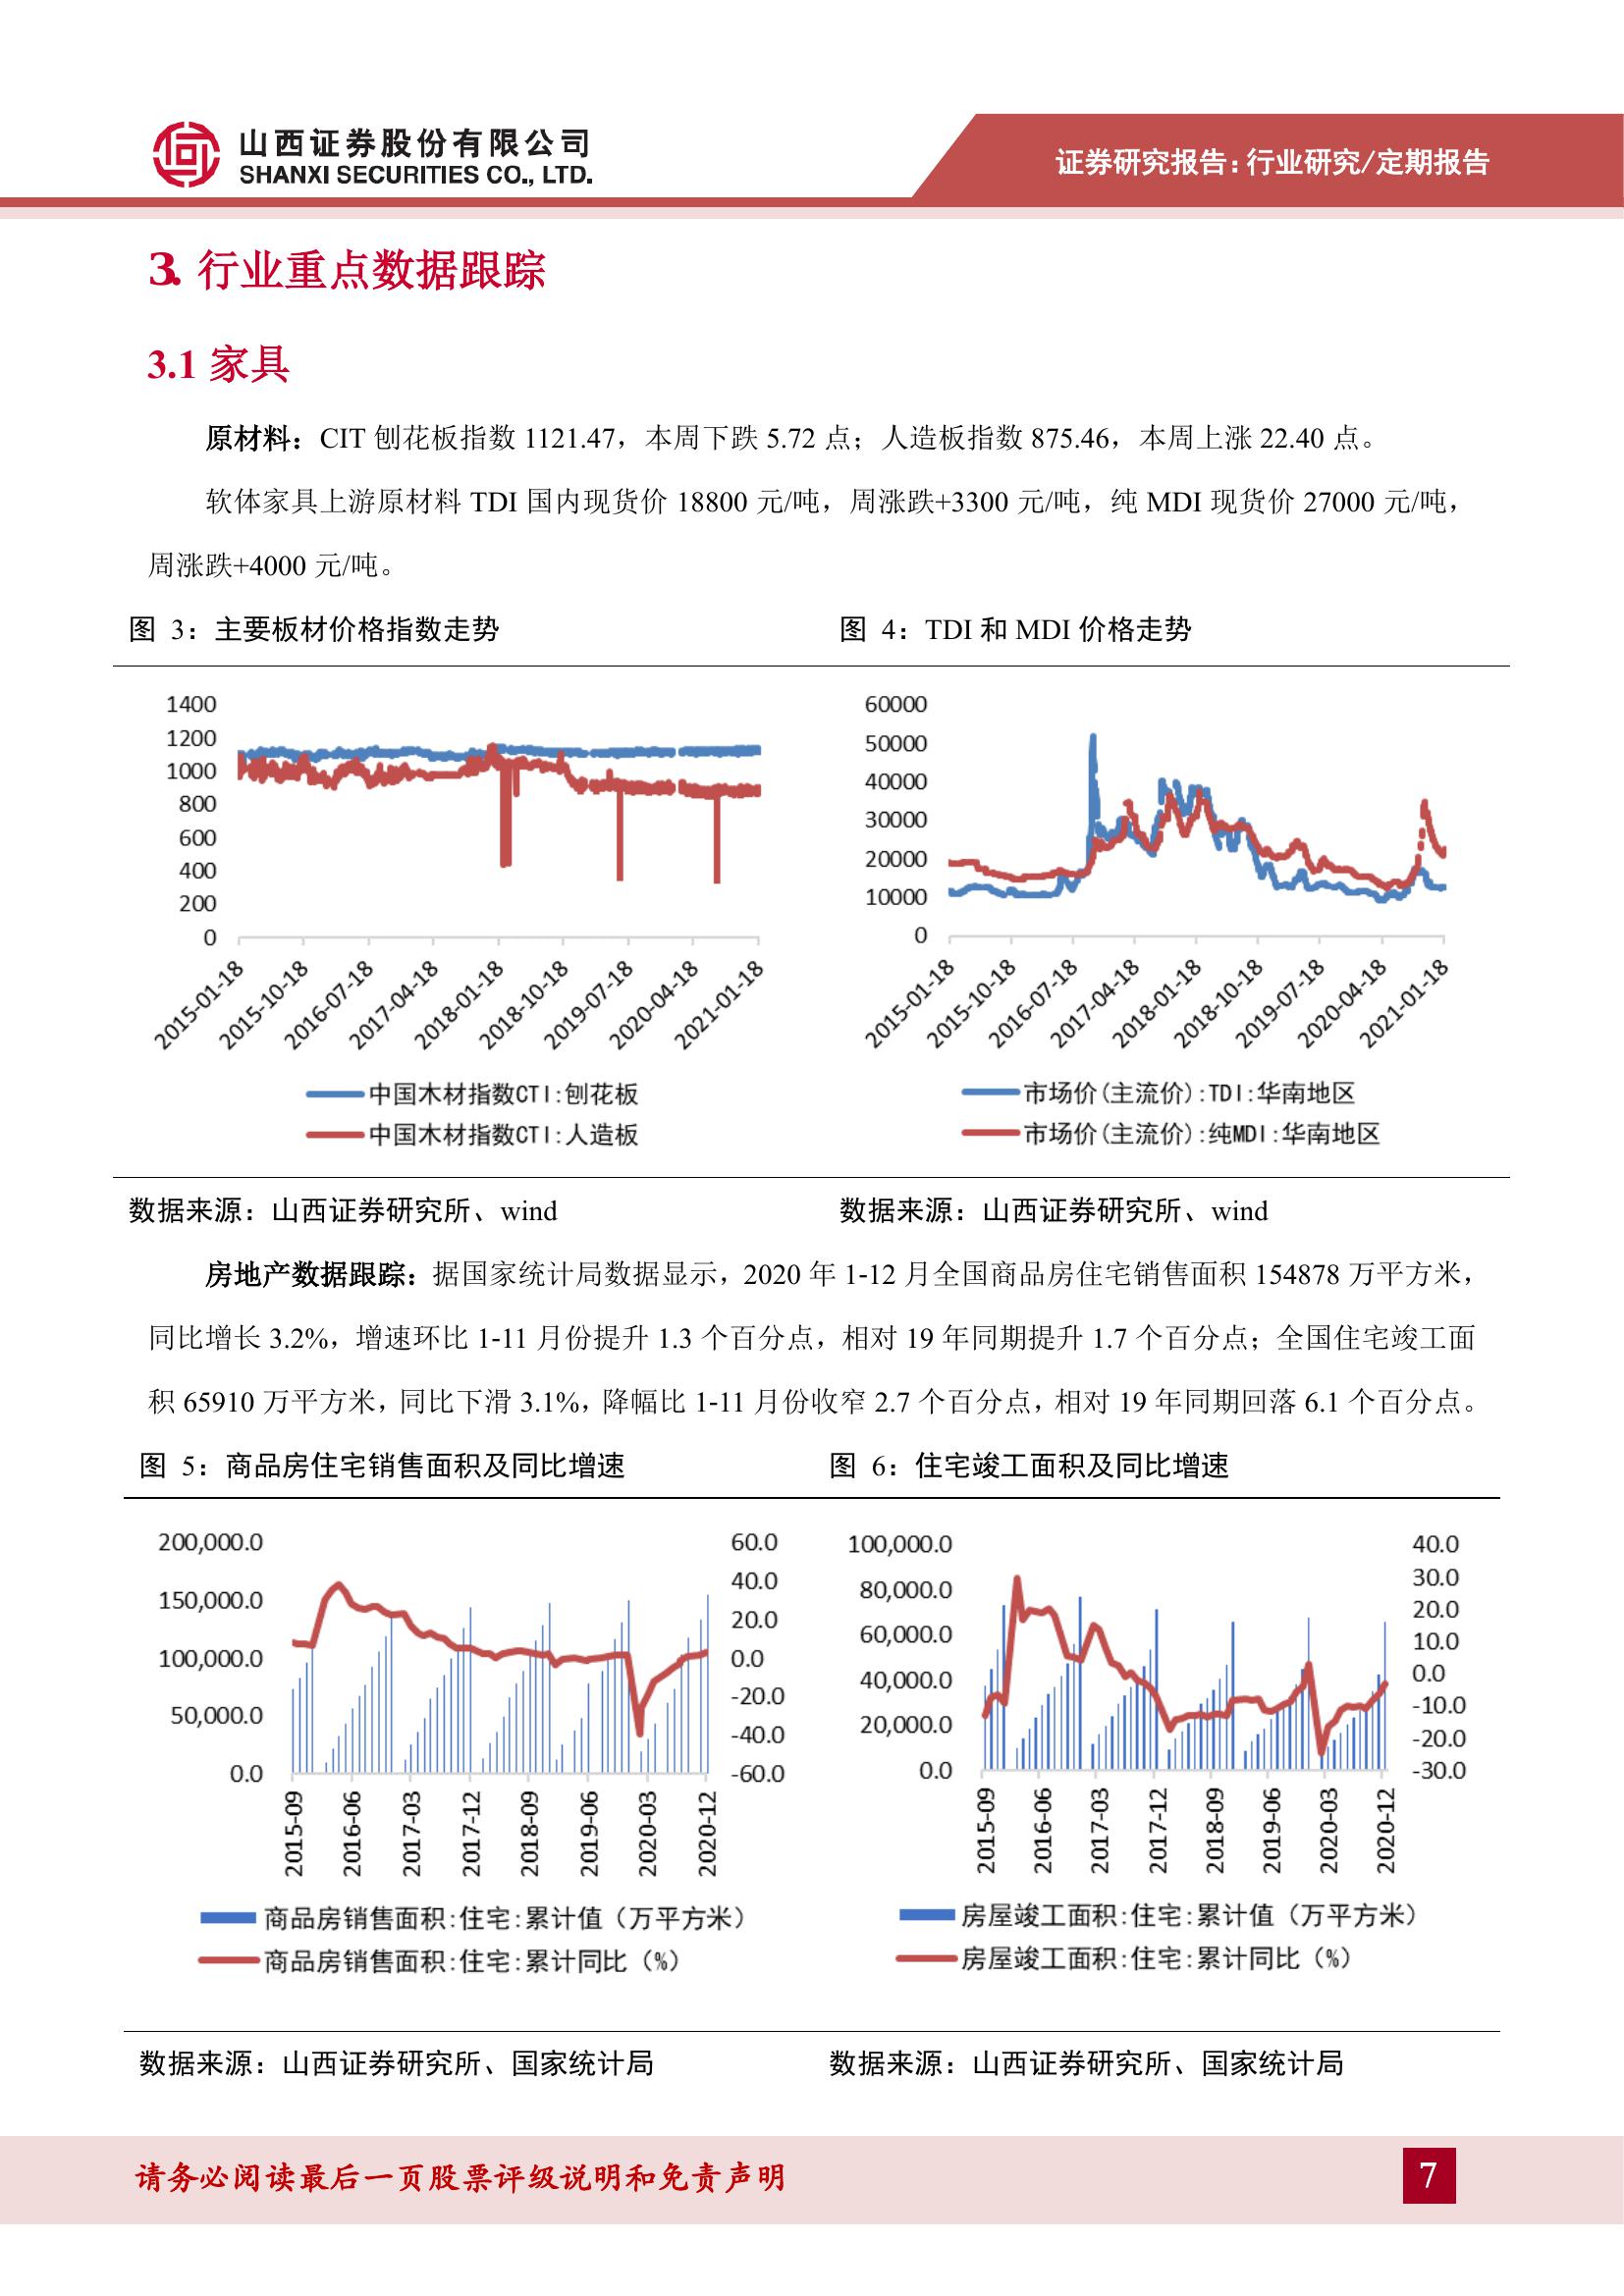 山西证券股份有限公司
SHANXI SECURITIES CO., LTD.
证券研究报告:行业研究/定期报告
3. 行业重点数据跟踪
3.1 家具
原材料：CIT 刨花板指数 1121.47，本周下跌 5.72 点；人造板指数 875.46，本周上涨 22.40 点。
软体家具上游原材料 TDI 国内现货价 18800 元/吨，周涨跌+3300 元/吨，纯 MDI 现货价 27000 元/吨，
周涨跌+4000 元/吨。
图 3：主要板材价格指数走势
图 4：TDI 和 MDI 价格走势
1400
1200
1000
800
600
400
200
0
2015-01-18
2015-10-18
2016-07-18
2017-04-18
2018-01-18
2018-10-18
2019-07-18
2020-04-18
2021-01-18
中国木材指数CTI:刨花板
中国木材指数CTI:人造板
60000
50000
40000
30000
20000
10000
0
2015-01-18
2015-10-18
2016-07-18
2017-04-18
2018-01-18
2018-10-18
2019-07-18
2020-04-18
2021-01-18
市场价(主流价):TDI:华南地区
市场价(主流价):纯MDI:华南地区
数据来源：山西证券研究所、wind
数据来源：山西证券研究所、wind
房地产数据跟踪：据国家统计局数据显示，2020 年 1-12 月全国商品房住宅销售面积 154878 万平方米，
同比增长 3.2%，增速环比 1-11 月份提升 1.3 个百分点，相对 19 年同期提升 1.7 个百分点；全国住宅竣工面
积 65910 万平方米，同比下滑 3.1%，降幅比 1-11 月份收窄 2.7 个百分点，相对 19 年同期回落 6.1 个百分点。
图 5：商品房住宅销售面积及同比增速
图 6：住宅竣工面积及同比增速
200,000.0
150,000.0
100,000.0
50,000.0
0.0
60.0
40.0
20.0
0.0
-20.0
-40.0
-60.0
2015-09
2016-06
2017-03
2017-12
2018-09
2019-06
2020-03
2020-12
商品房销售面积:住宅:累计值（万平方米）
商品房销售面积:住宅:累计同比（%）
100,000.0
80,000.0
60,000.0
40,000.0
20,000.0
0.0
40.0
30.0
20.0
10.0
0.0
-10.0
-20.0
-30.0
2015-09
2016-06
2017-03
2017-12
2018-09
2019-06
2020-03
2020-12
房屋竣工面积:住宅:累计值（万平方米）
房屋竣工面积:住宅:累计同比（%）
数据来源：山西证券研究所、国家统计局
数据来源：山西证券研究所、国家统计局
请务必阅读最后一页股票评级说明和免责声明
7